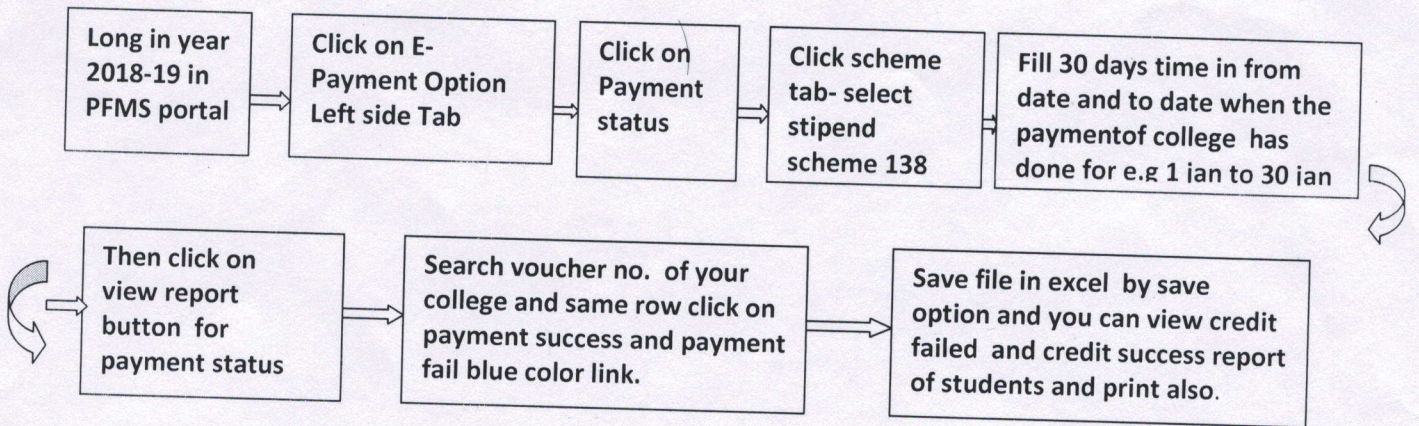 Long in year
2018-19 in
PFMS portal
Click on E-
Payment Option
Left side Tab
Click on
Payment
status
Click scheme
tab- select
stipend
scheme 138
Fill 30 days time in from
date and to date when the
paymentof college has
done for e.g 1 jan to 30 jan
Then click on
view report
button for
payment status
Search voucher no. of your
college and same row click on
payment success and payment
fail blue color link.
Save file in excel by save
option and you can view credit
failed and credit success report
of students and print also.